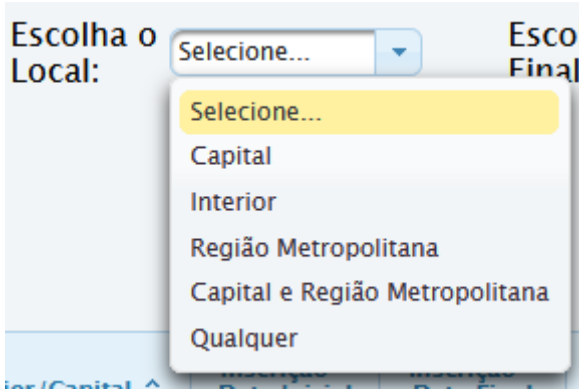 Escolha o
Local:
Selecione...
Selecione...
Capital
Interior
Região Metropolitana
Capital e Região Metropolitana
Qualquer